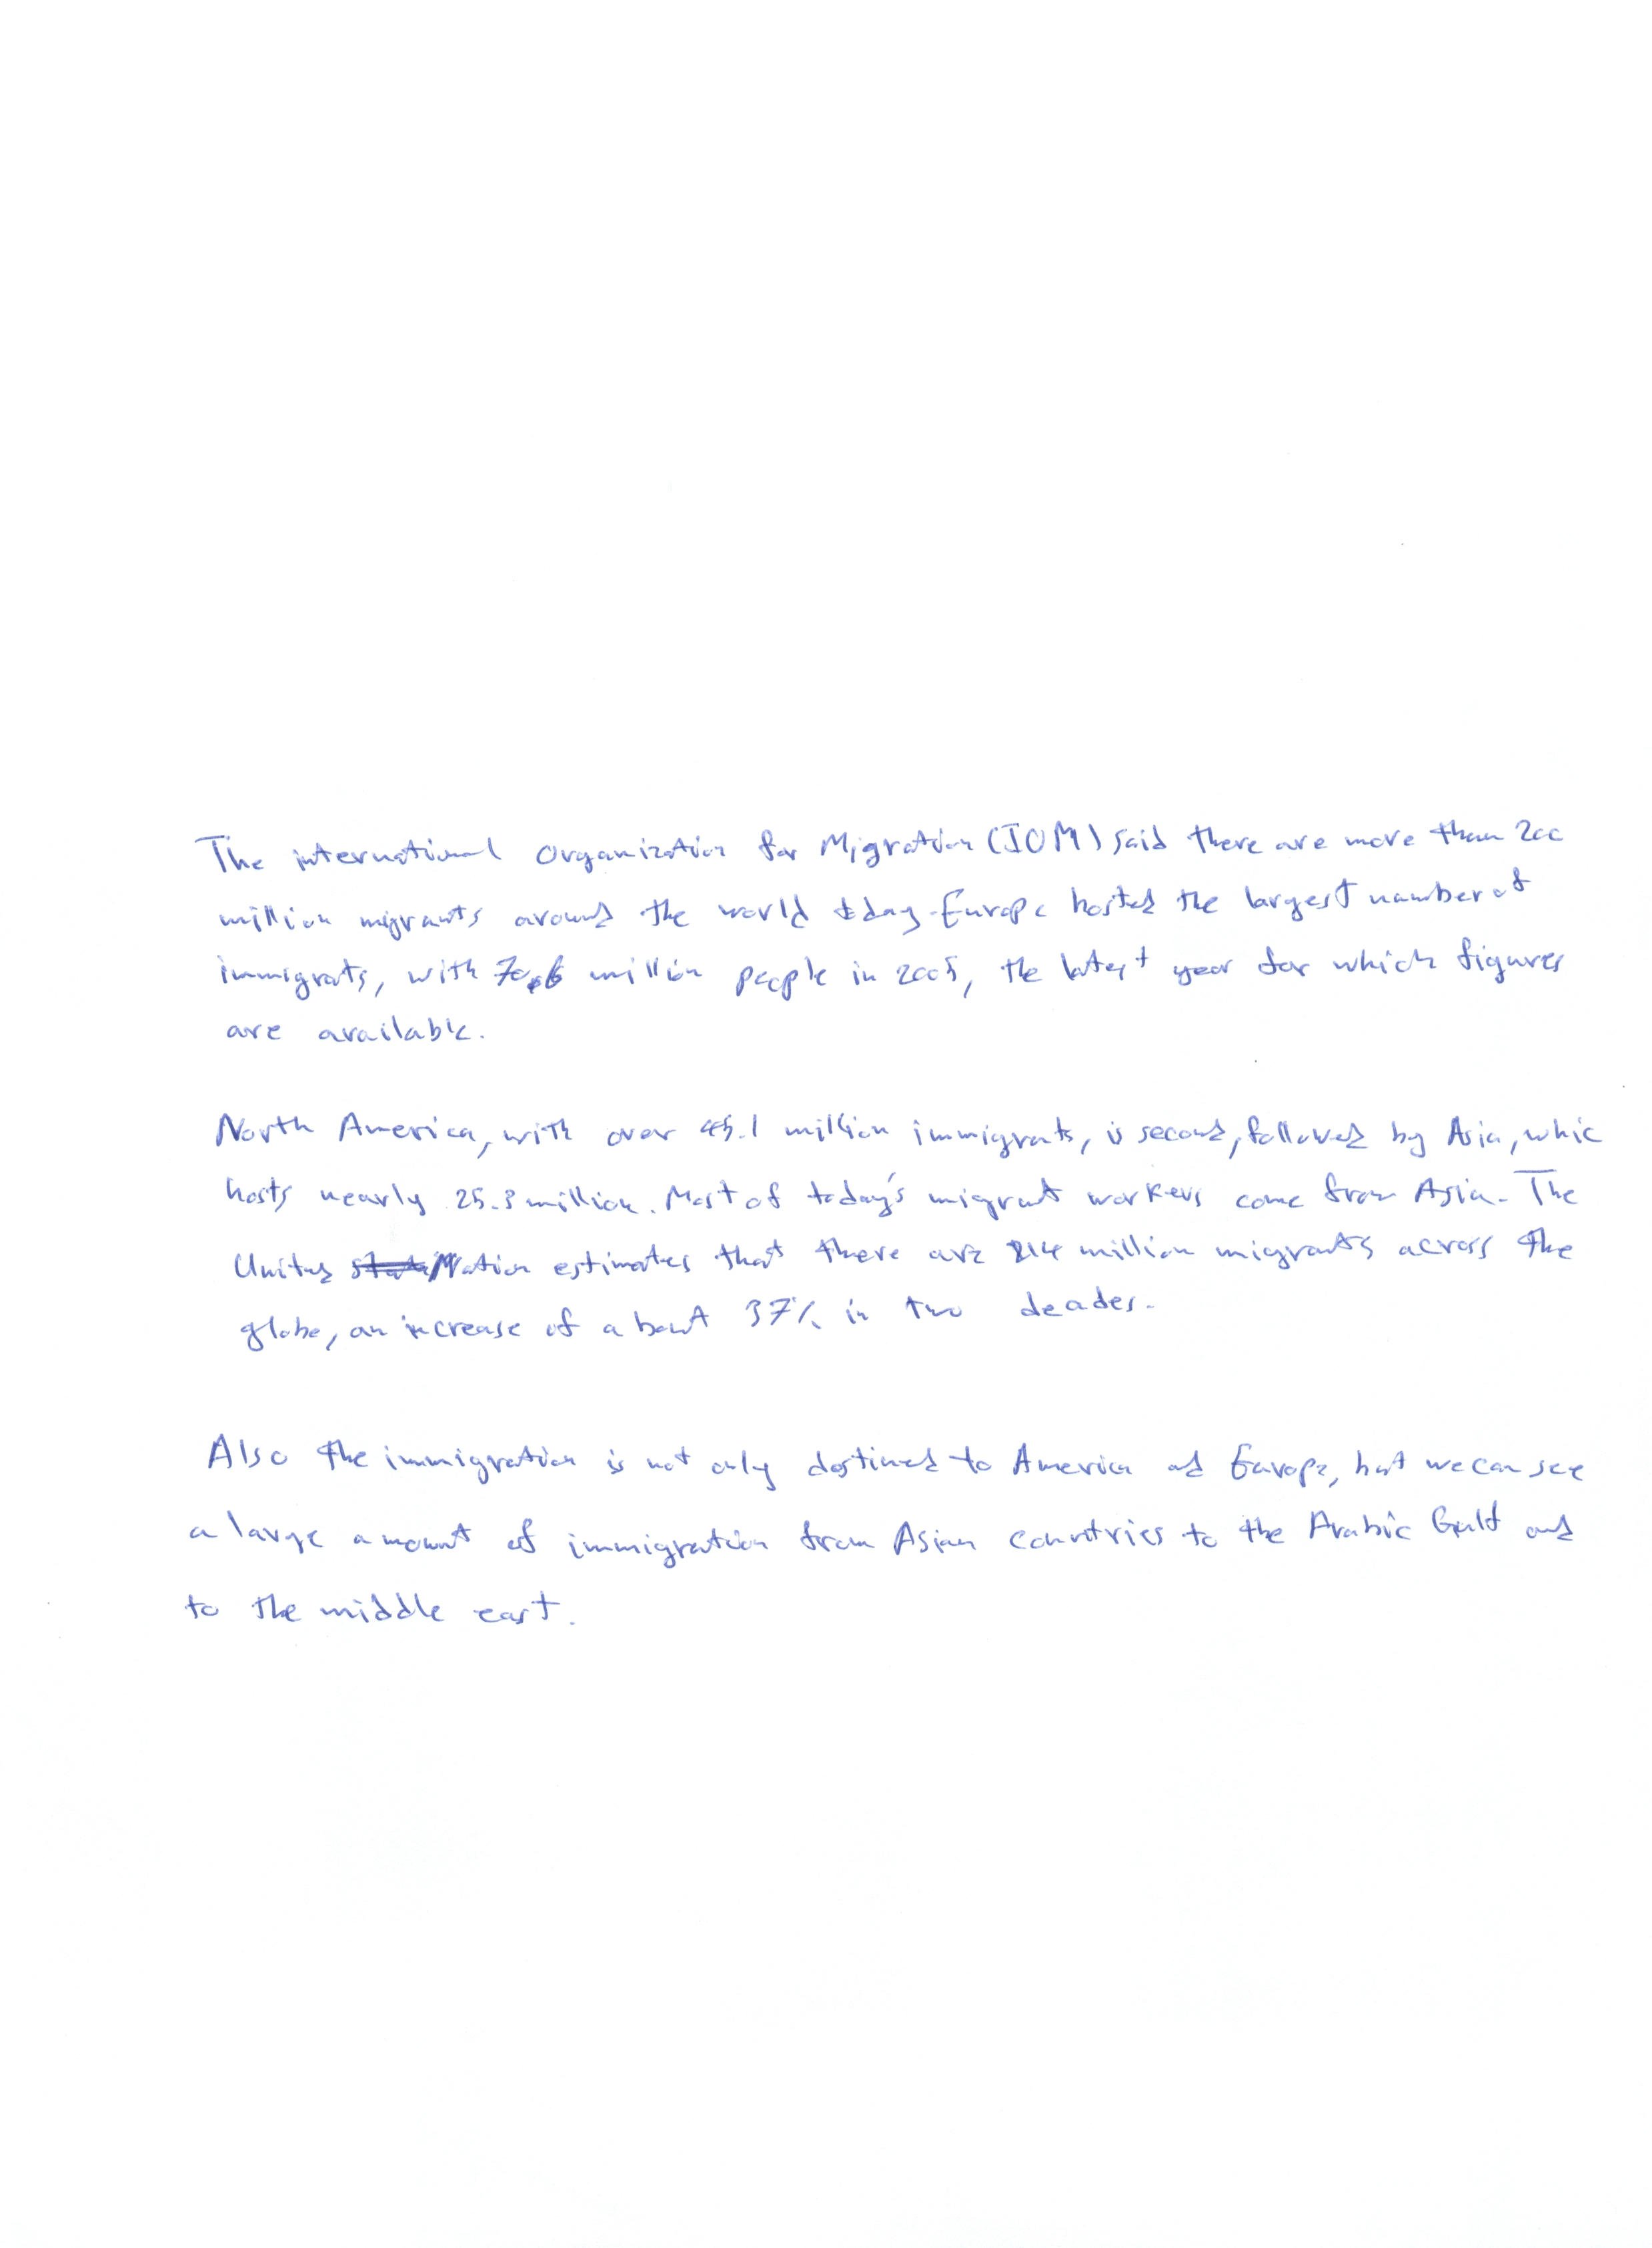 The international Organization for Migration (IOM) said there are more than 200
million migrants around the world today. Europe hosted the largest number of
immigrats, with 70.6 million people in 2005, the latest year for which figures
are available.
North America, with over 45.1 million immigrants, is second, followed by Asia, whic
hosts nearly 25.3 million. Most of today's migrant workers come from Asia. The
United Nation estimates that there are 214 million migrants across the
globe, an increase of about 37% in two deades.
Also the immigration is not only destined to America and Europe, but we can see
a large amount of immigration from Asian countries to the Arabic Gulf and
to the middle east.